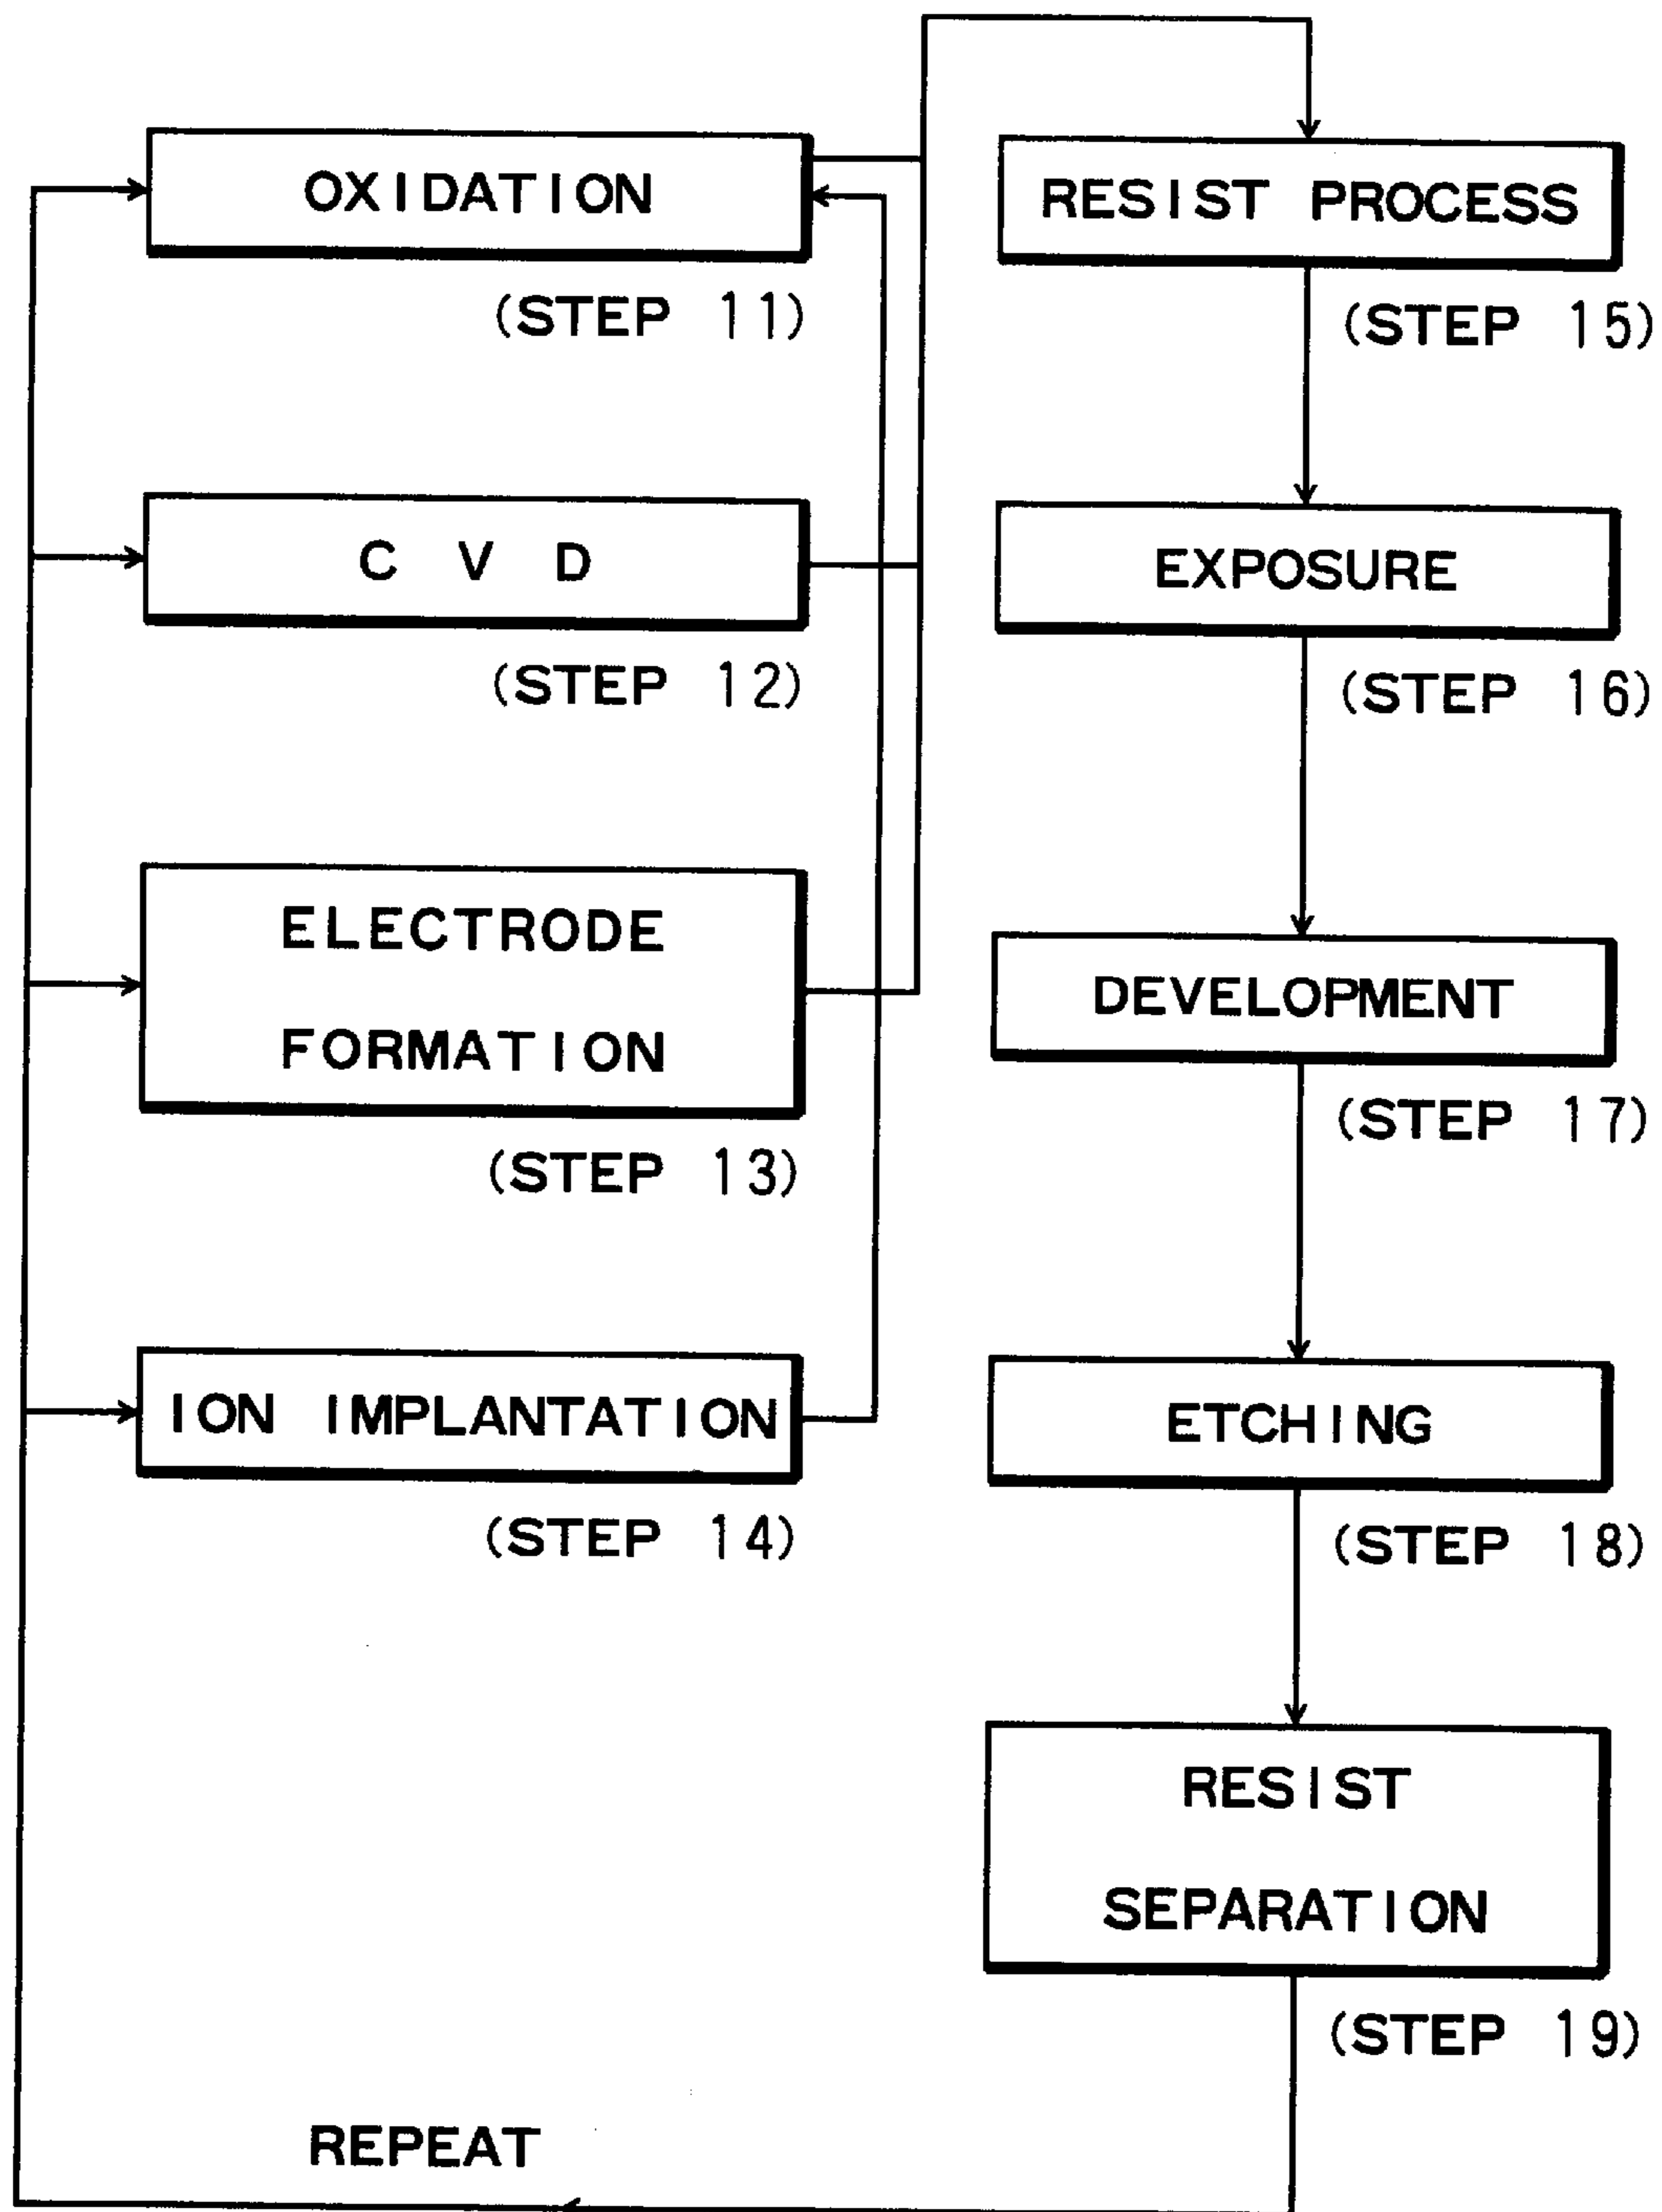 OXIDATION
(STEP 11)
C V D
(STEP 12)
ELECTRODE
FORMATION
(STEP 13)
ION IMPLANTATION
(STEP 14)
RESIST PROCESS
(STEP 15)
EXPOSURE
(STEP 16)
DEVELOPMENT
(STEP 17)
ETCHING
(STEP 18)
RESIST
SEPARATION
(STEP 19)
REPEAT